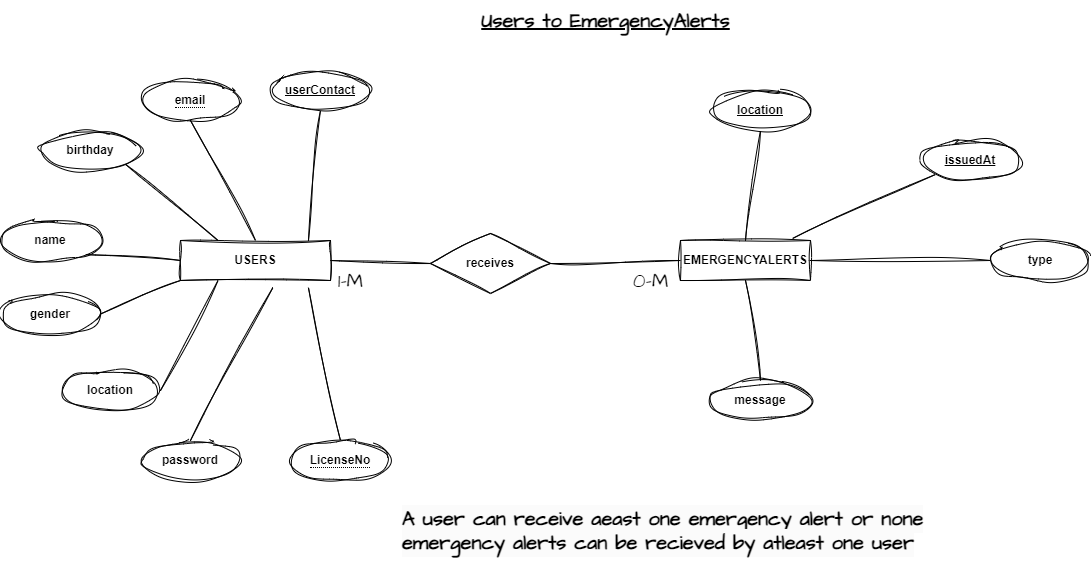 Users to EmergencyAlerts
userContact
email
location
birthday
issuedAt
name
USERS
receives
EMERGENCYALERTS
type
1-M
0-M
gender
location
message
password
LicenseNo
A user can receive aeast one emergency alert or none
emergency alerts can be recieved by atleast one user